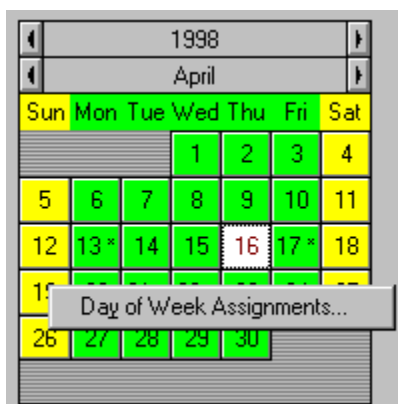 1998
April
Sun Mon Tue Wed Thu Fri Sat
1 2 3 4
5 6 7 8 9 10 11
12 13 * 14 15 16 17 * 18
Day of Week Assignments...
26 27 28 29 30